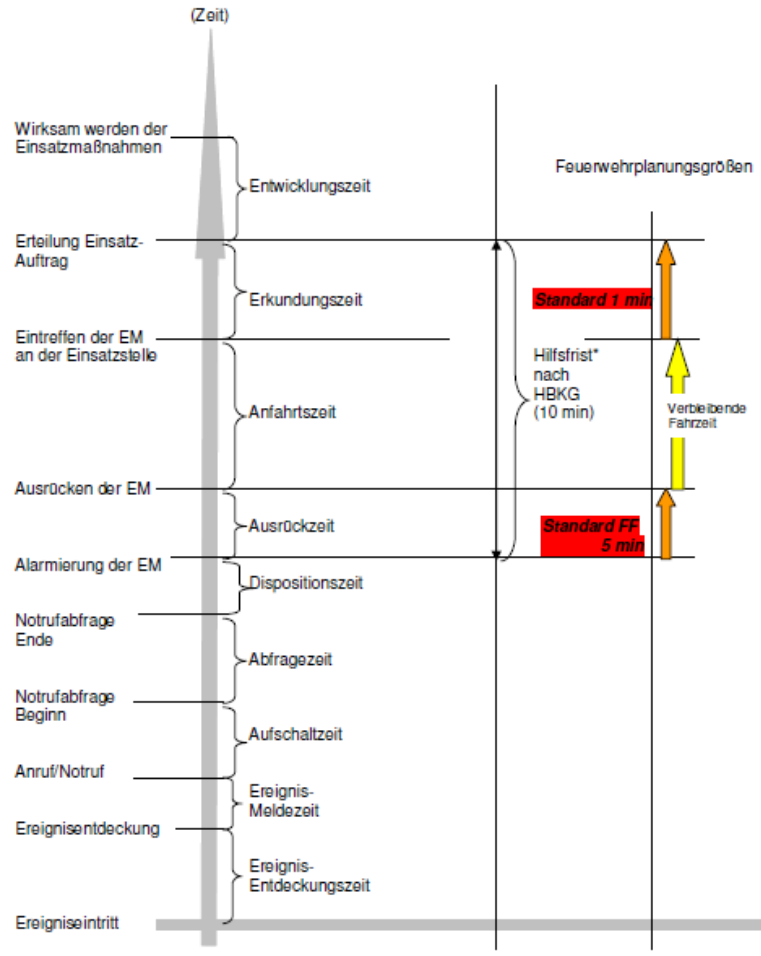 (Zeit)
Wirksam werden der
Einsatzmaßnahmen
Entwicklungszeit
Feuerwehrplanungsgrößen
Erteilung Einsatz-
Auftrag
Erkundungszeit
Standard 1 min
Eintreffen der EM
an der Einsatzstelle
Hilfsfrist*
nach
HBKG
(10 min)
Anfahrtszeit
Verbleibende
Fahrzeit
Ausrücken der EM
Ausrückzeit
Standard FF
5 min
Alarmierung der EM
Dispositionszeit
Notrufabfrage
Ende
Abfragezeit
Notrufabfrage
Beginn
Aufschaltzeit
Anruf/Notruf
Ereignis-
Meldezeit
Ereignisentdeckung
Ereignis-
Entdeckungszeit
Ereigniseintritt